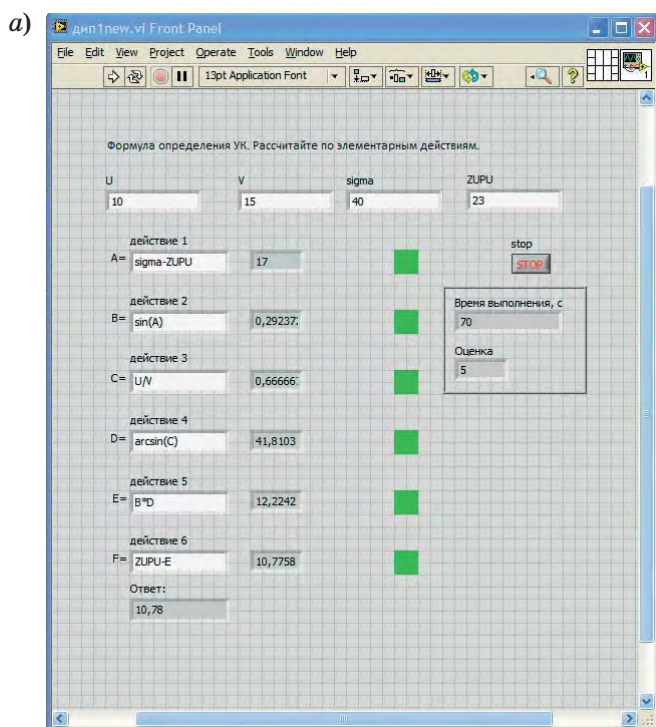 а)
дип1new.vi Front Panel
File Edit View Project Operate Tools Window Help
13pt Application Font
1
Формула определения УК. Рассчитайте по элементарным действиям.
U V sigma ZUPU
10 15 40 23
действие 1
stop
A= sigma-ZUPU 17
STOP
действие 2
Время выполнения, с
B= sin(A) 0,29237
70
действие 3
Оценка
C= U/V 0,66666
5
действие 4
D= arcsin(C) 41,8103
действие 5
E= B*D 12,2242
действие 6
F= ZUPU-E 10,7758
Ответ:
10,78